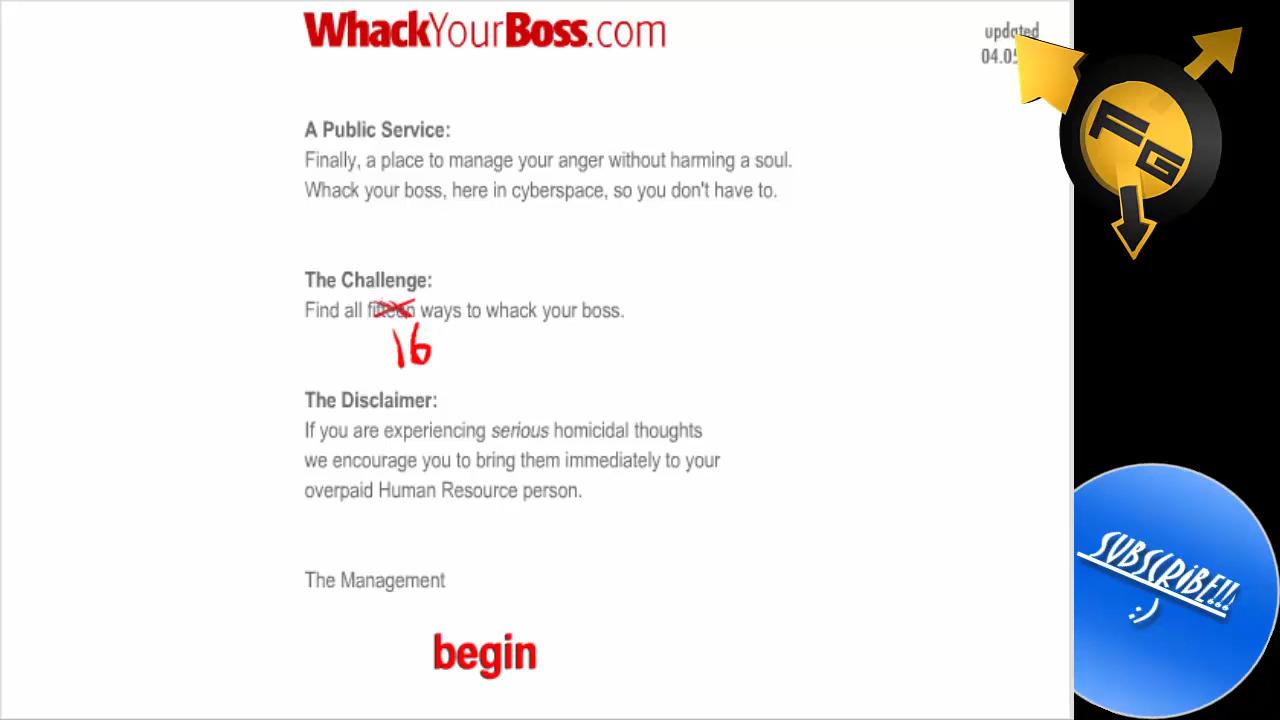 WhackYourBoss.com
updated
04.05
A Public Service:
Finally, a place to manage your anger without harming a soul.
Whack your boss, here in cyberspace, so you don't have to.
The Challenge:
Find all fifteen ways to whack your boss.
16
The Disclaimer:
If you are experiencing serious homicidal thoughts
we encourage you to bring them immediately to your
overpaid Human Resource person.
The Management
begin
FG
SUBSCRiBE!!!
:)